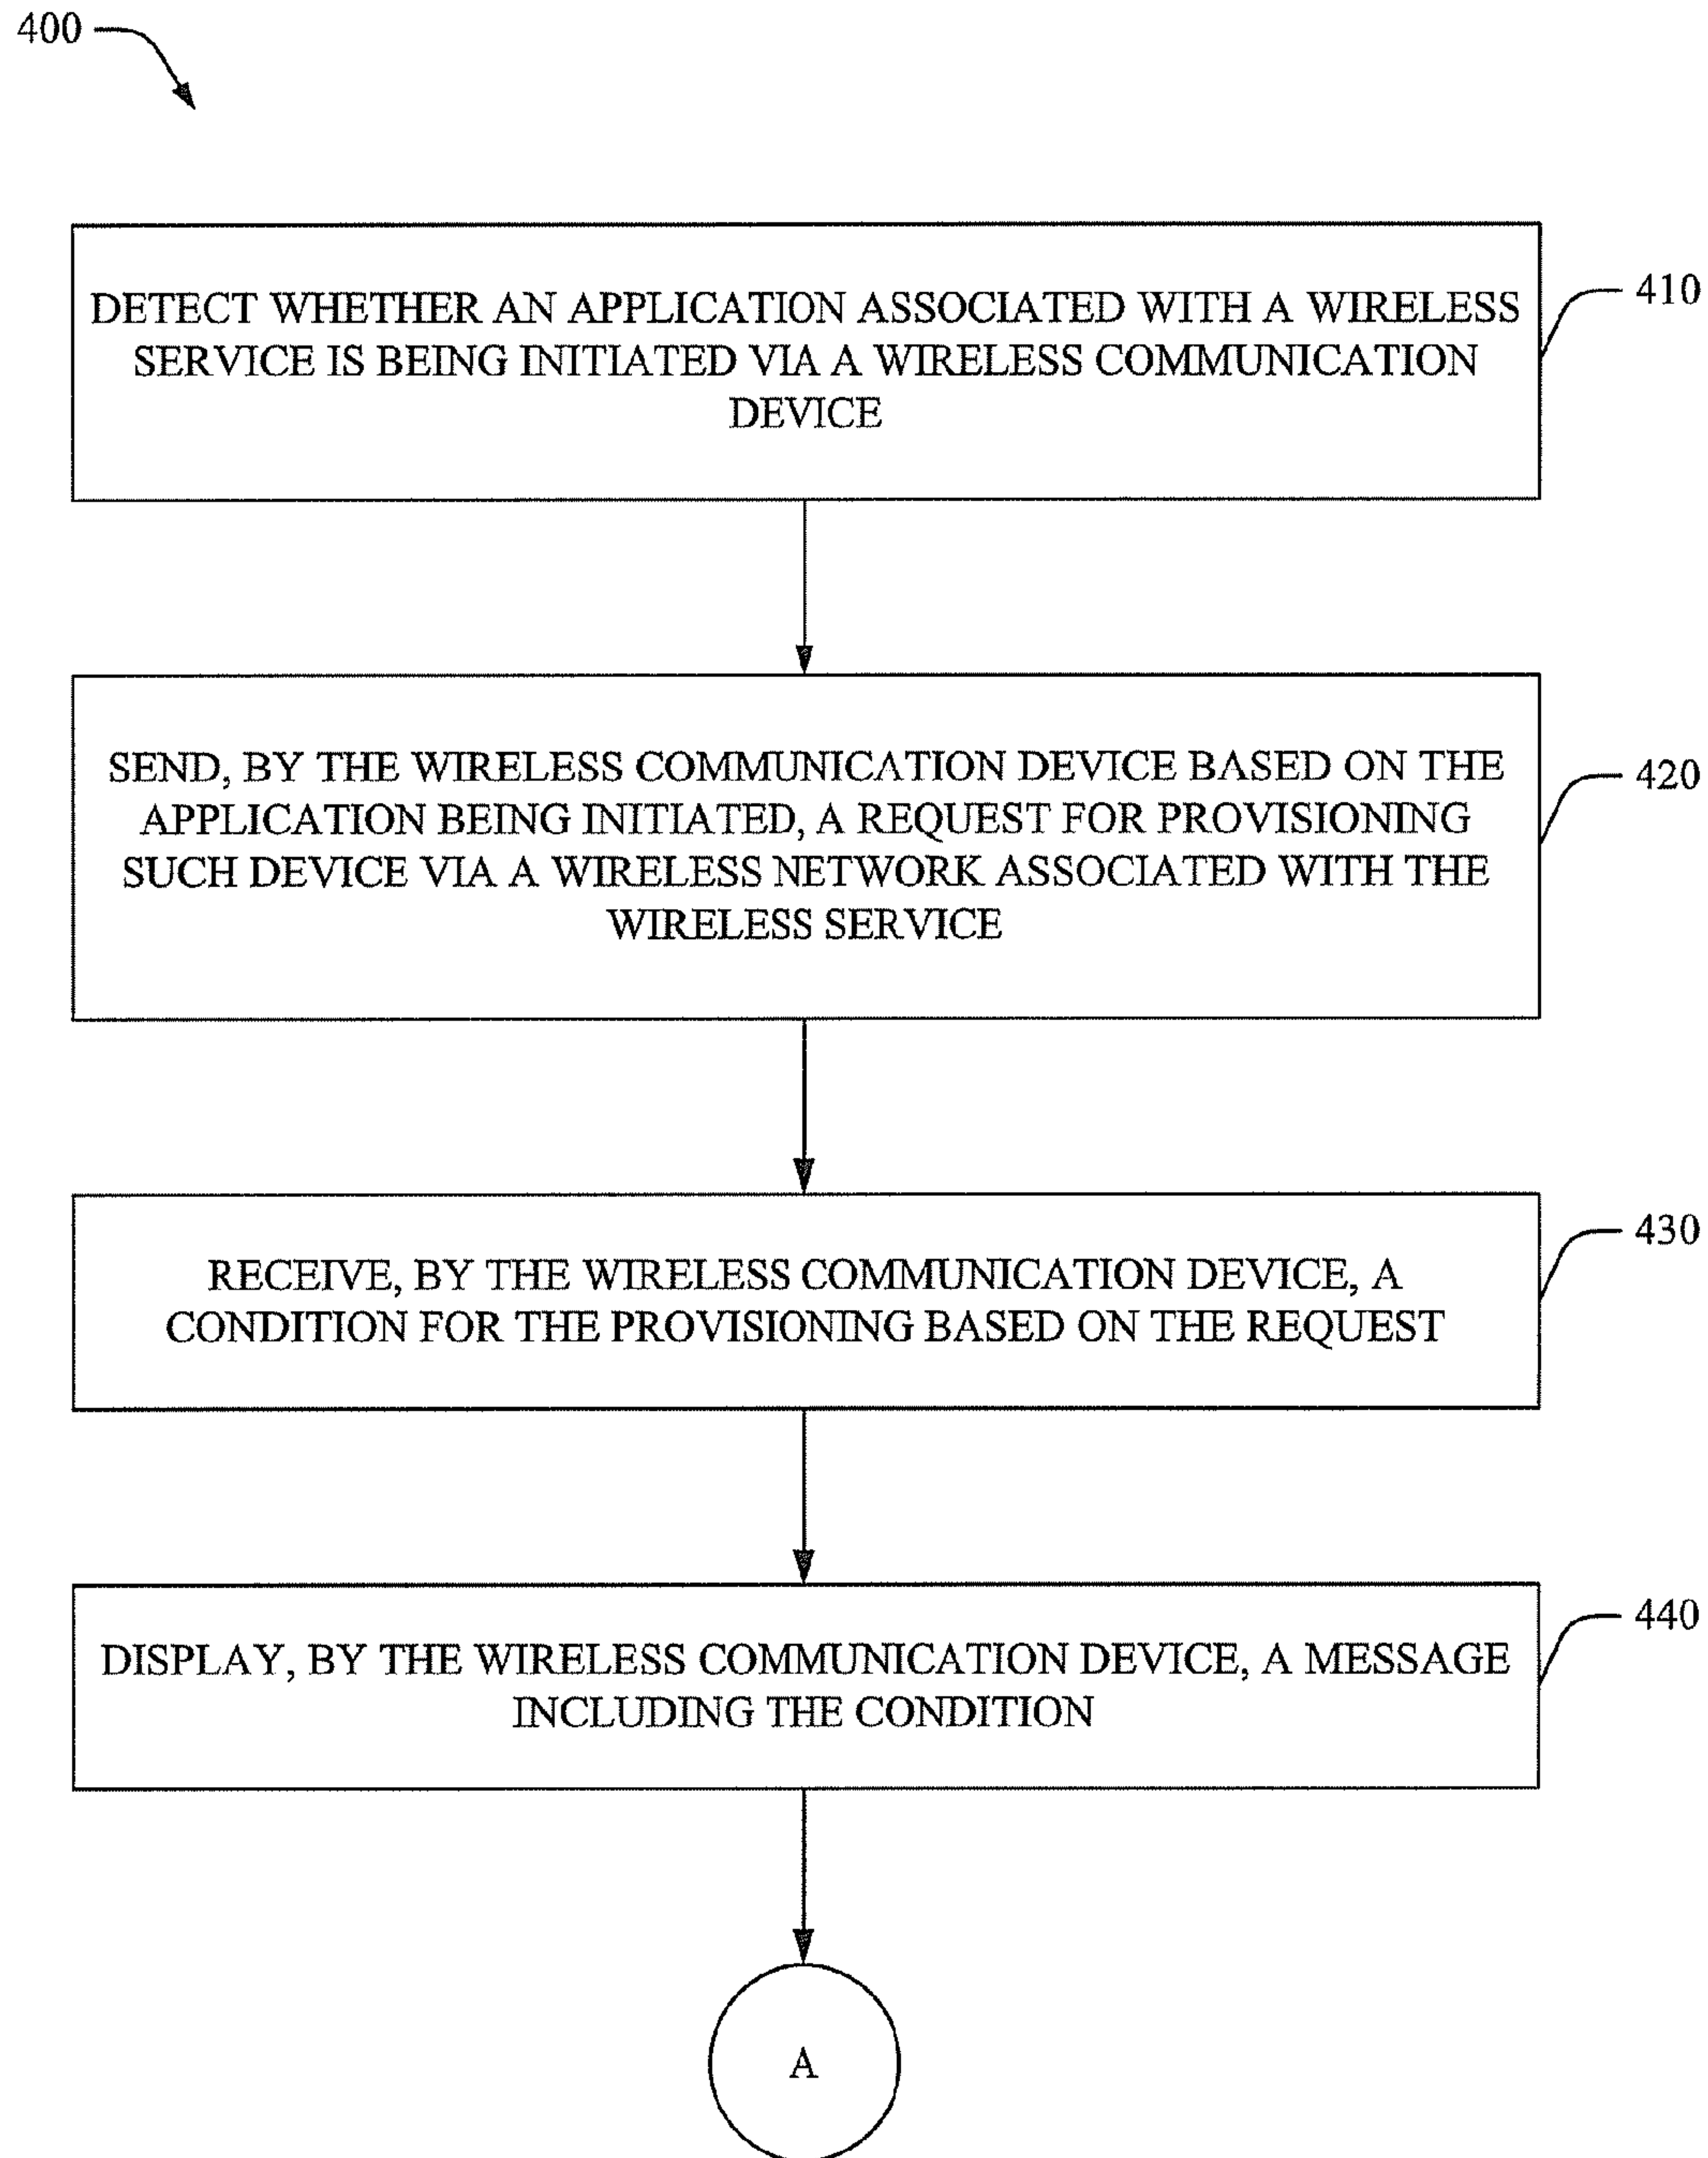 400
DETECT WHETHER AN APPLICATION ASSOCIATED WITH A WIRELESS
SERVICE IS BEING INITIATED VIA A WIRELESS COMMUNICATION
DEVICE
410
SEND, BY THE WIRELESS COMMUNICATION DEVICE BASED ON THE
APPLICATION BEING INITIATED, A REQUEST FOR PROVISIONING
SUCH DEVICE VIA A WIRELESS NETWORK ASSOCIATED WITH THE
WIRELESS SERVICE
420
RECEIVE, BY THE WIRELESS COMMUNICATION DEVICE, A
CONDITION FOR THE PROVISIONING BASED ON THE REQUEST
430
DISPLAY, BY THE WIRELESS COMMUNICATION DEVICE, A MESSAGE
INCLUDING THE CONDITION
440
A